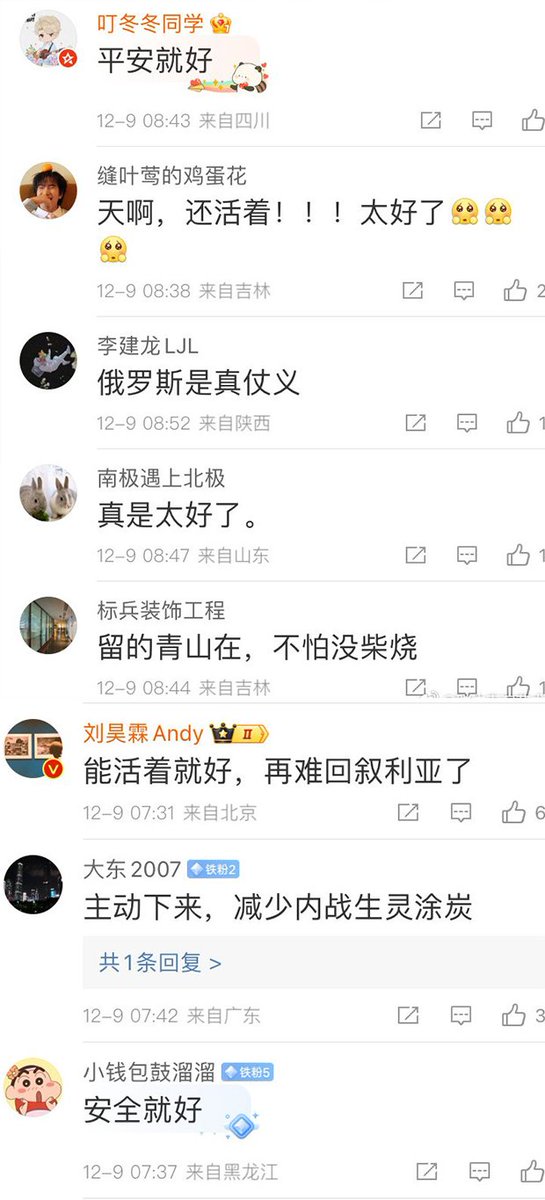 叮冬冬同学
平安就好
12-9 08:43 来自四川
缝叶莺的鸡蛋花
天啊，还活着！！！太好了🥺🥺
🥺
12-9 08:38 来自吉林
2
李建龙LJL
俄罗斯是真仗义
12-9 08:52 来自陕西
1
南极遇上北极
真是太好了。
12-9 08:47 来自山东
1
标兵装饰工程
留的青山在，不怕没柴烧
12-9 08:44 来自吉林
1
刘昊霖Andy II
能活着就好，再难回叙利亚了
12-9 07:31 来自北京
6
大东2007 铁粉2
主动下来，减少内战生灵涂炭
共1条回复 >
12-9 07:42 来自广东
3
小钱包鼓溜溜 铁粉5
安全就好
12-9 07:37 来自黑龙江